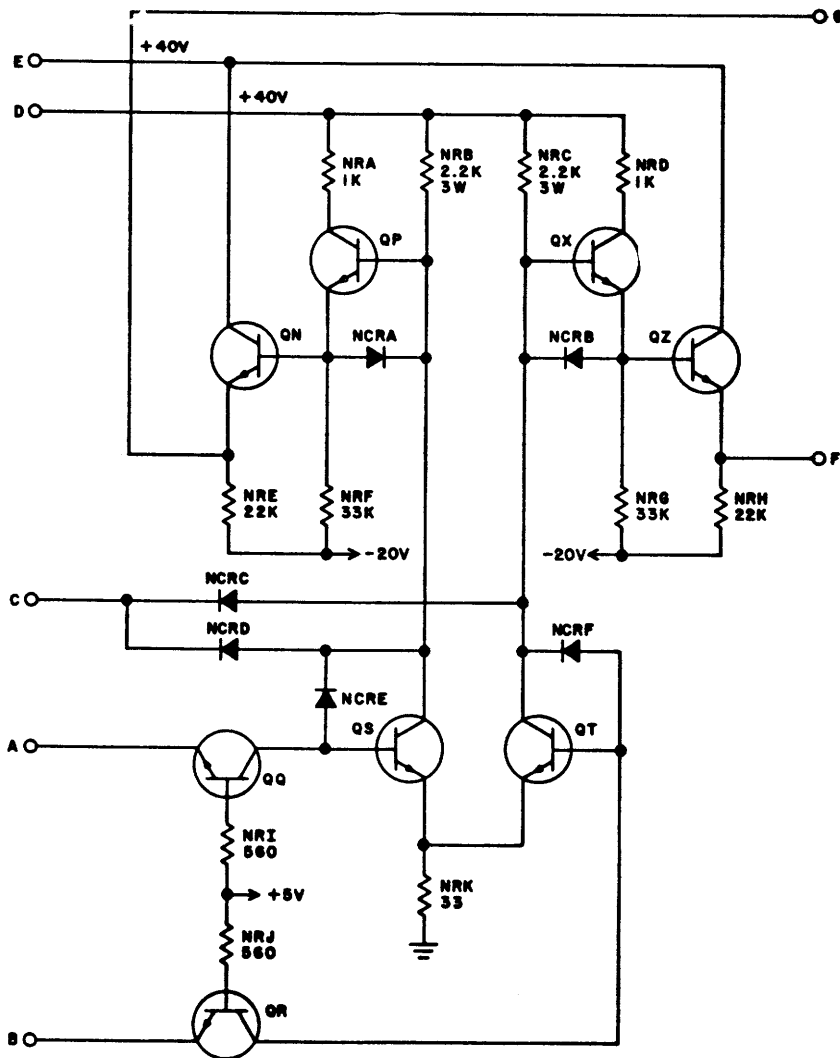 G
+40V
E
+40V
D
NRA
1K
NRB
2.2K
3W
NRC
2.2K
3W
NRD
1K
QP
QX
QN
NCRA
NCRB
QZ
F
NRE
22K
NRF
33K
NRG
33K
NRH
22K
-20V
-20V
NCRC
C
NCRD
NCRF
NCRE
QS
QT
A
QQ
NRI
560
+5V
NRJ
560
QR
B